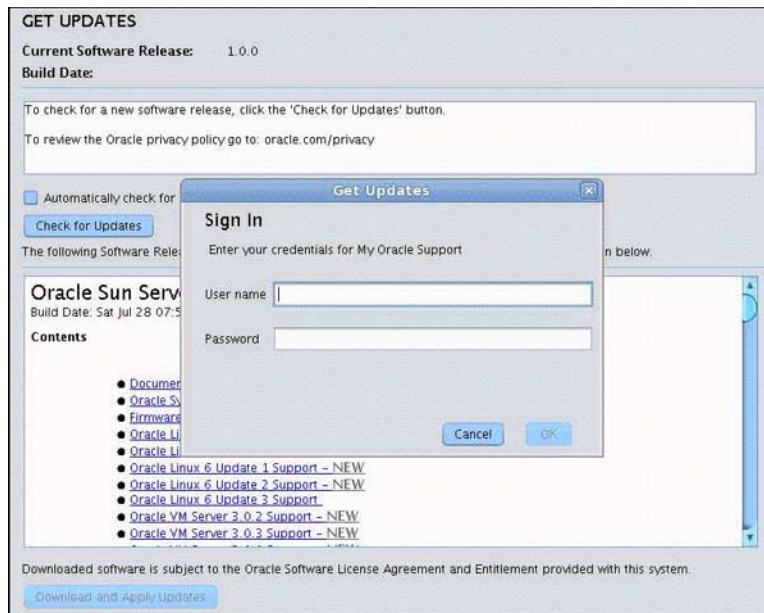 GET UPDATES
Current Software Release: 1.0.0
Build Date:
To check for a new software release, click the 'Check for Updates' button.
To review the Oracle privacy policy go to: oracle.com/privacy
Automatically check for
Check for Updates
The following Software Rele
n below.
Get Updates
Sign In
Enter your credentials for My Oracle Support
User name
Password
Cancel
OK
Oracle Sun Serv
Build Date: Sat Jul 28 07:5
Contents
Documen
Oracle Sy
Firmware
Oracle Li
Oracle Li
Oracle Linux 6 Update 1 Support – NEW
Oracle Linux 6 Update 2 Support – NEW
Oracle Linux 6 Update 3 Support
Oracle VM Server 3.0.2 Support – NEW
Oracle VM Server 3.0.3 Support – NEW
Downloaded software is subject to the Oracle Software License Agreement and Entitlement provided with this system.
Download and Apply Updates